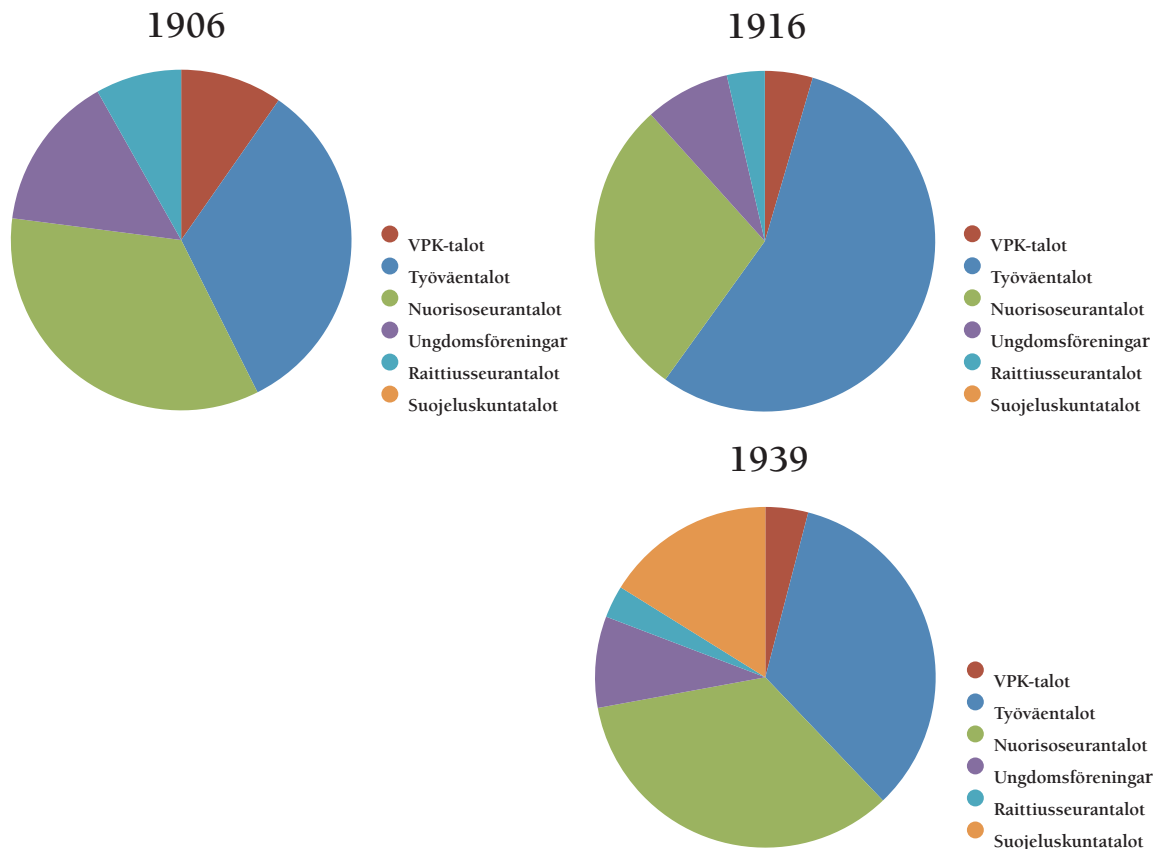 1906
VPK-talot
Työväentalot
Nuorisoseurantalot
Ungdomsföreningar
Raittiusseurantalot
Suojeluskuntatalot
1916
VPK-talot
Työväentalot
Nuorisoseurantalot
Ungdomsföreningar
Raittiusseurantalot
Suojeluskuntatalot
1939
VPK-talot
Työväentalot
Nuorisoseurantalot
Ungdomsföreningar
Raittiusseurantalot
Suojeluskuntatalot